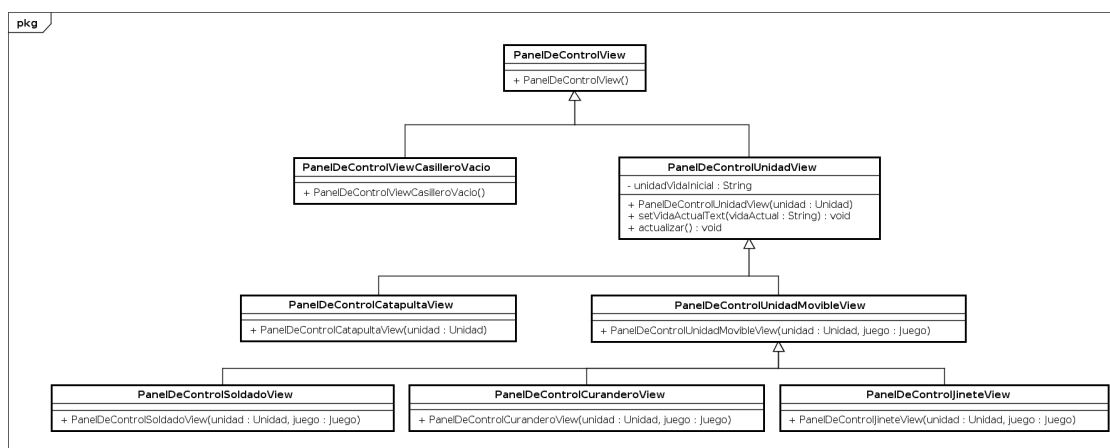 pkg
PanelDeControlView
+ PanelDeControlView()
PanelDeControlViewCasilleroVacio
+ PanelDeControlViewCasilleroVacio()
PanelDeControlUnidadView
- unidadVidaInicial : String
+ PanelDeControlUnidadView(unidad : Unidad)
+ setVidaActualText(vidaActual : String) : void
+ actualizar() : void
PanelDeControlCatapultaView
+ PanelDeControlCatapultaView(unidad : Unidad)
PanelDeControlUnidadMovibleView
+ PanelDeControlUnidadMovibleView(unidad : Unidad, juego : Juego)
PanelDeControlSoldadoView
+ PanelDeControlSoldadoView(unidad : Unidad, juego : Juego)
PanelDeControlCuranderoView
+ PanelDeControlCuranderoView(unidad : Unidad, juego : Juego)
PanelDeControlJineteView
+ PanelDeControlJineteView(unidad : Unidad, juego : Juego)